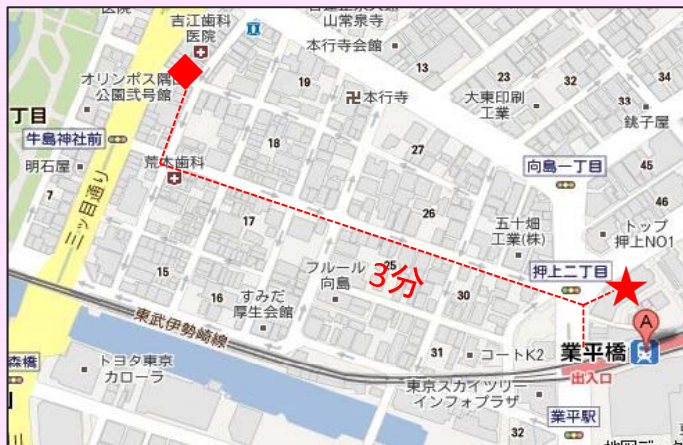 医院
吉江歯科
医院
山常泉寺
本行寺会館
13
23
32
オリンポス隅田
公園弐号館
19
卍本行寺
大東印刷
工業
33
34
銚子屋
丁目
牛島神社前
18
27
向島一丁目
45
明石屋
荒木歯科
7
三ッ目通り
17
26
46
五十畑
工業(株)
トップ
押上NO1
15
16
フルール
向島
25
3分
30
押上二丁目
すみだ
厚生会館
東武伊勢崎線
A
31
コートK2
業平橋
出入口
森橋
トヨタ東京
カローラ
東京スカイツリー
インフォプラザ
32
業平駅